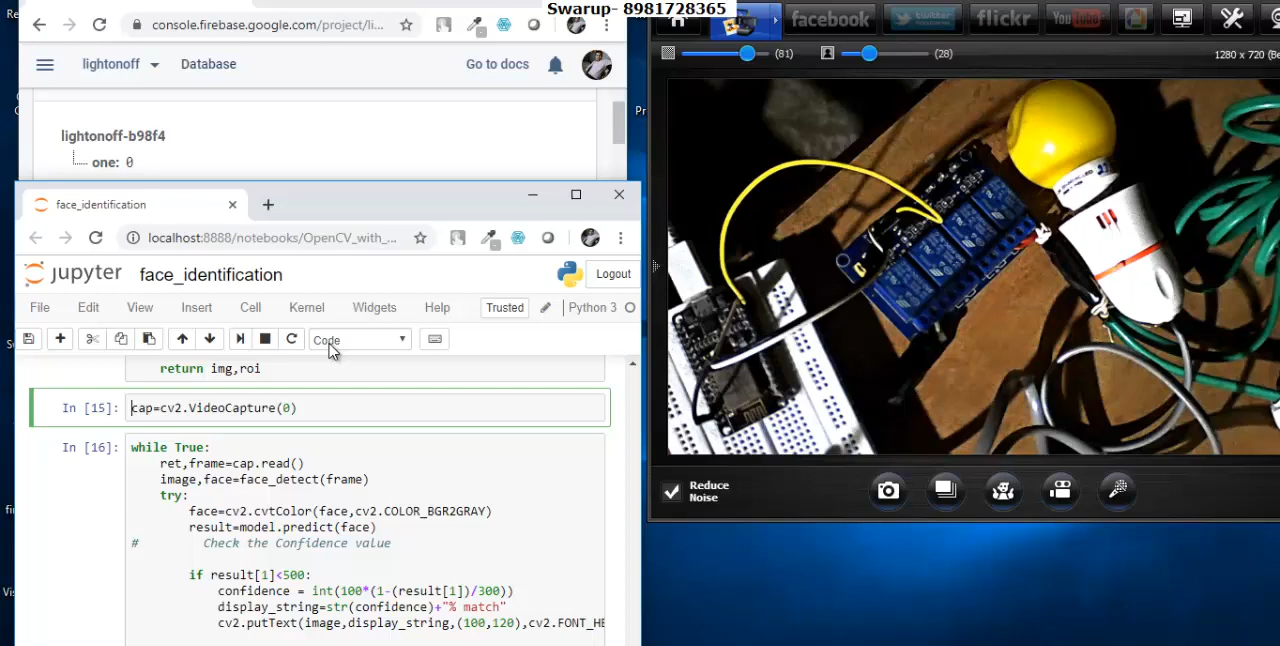 Swarup- 8981728365
console.firebase.google.com/project/li...
lightonoff
Database
Go to docs
lightonoff-b98f4
one: 0
face_identification
localhost:8888/notebooks/OpenCV_with_...
jupyter
face_identification
Logout
File Edit View Insert Cell Kernel Widgets Help
Trusted
Python 3
Code
return img,roi
In [15]: cap=cv2.VideoCapture(0)
In [16]: while True:
ret,frame=cap.read()
image,face=face_detect(frame)
try:
face=cv2.cvtColor(face,cv2.COLOR_BGR2GRAY)
result=model.predict(face)
# Check the Confidence value
if result[1]<500:
confidence = int(100*(1-(result[1])/300))
display_string=str(confidence)+"% match"
cv2.putText(image,display_string,(100,120),cv2.FONT_HE
facebook
twitter
flickr
You Tube
(81)
(28)
1280 x 720 (Be
Reduce
Noise